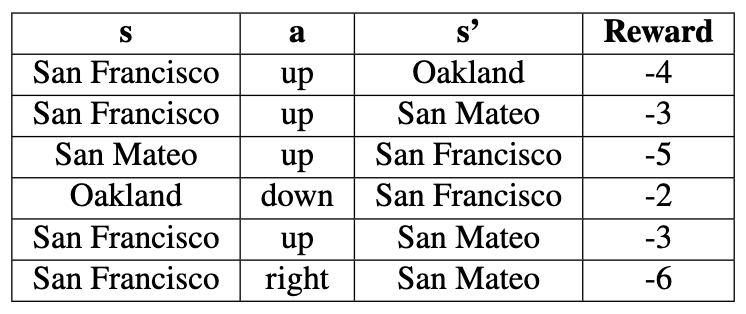 s a s’ Reward
San Francisco up Oakland -4
San Francisco up San Mateo -3
San Mateo up San Francisco -5
Oakland down San Francisco -2
San Francisco up San Mateo -3
San Francisco right San Mateo -6